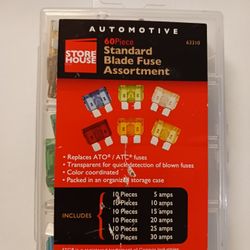 AUTOMOTIVE
60Piece 63310
STORE
HOUSE
Standard
Blade Fuse
Assortment
• Replaces ATO® / ATC® fuses
• Transparent for quick detection of blown fuses
• Color coordinated
• Packed in an organized storage case
INCLUDES
10 Pieces 5 amps
10 Pieces 10 amps
10 Pieces 15 amps
10 Pieces 20 amps
10 Pieces 25 amps
10 Pieces 30 amps